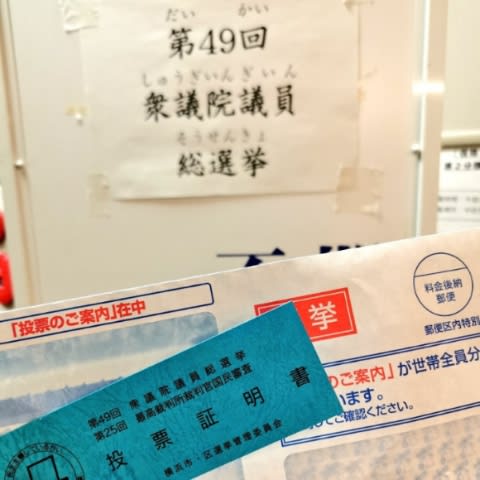 だい かい
第49回
しゅうぎいんぎいん
衆議院議員
そうせんきょ
総選挙
「投票のご案内」在中
挙
料金後納
郵便
郵便区内特別
のご案内」が世帯全員分
います。
ご確認ください。
第49回 衆議院議員総選挙
第25回 最高裁判所裁判官国民審査
投票証明書
横浜市・区選挙管理委員会